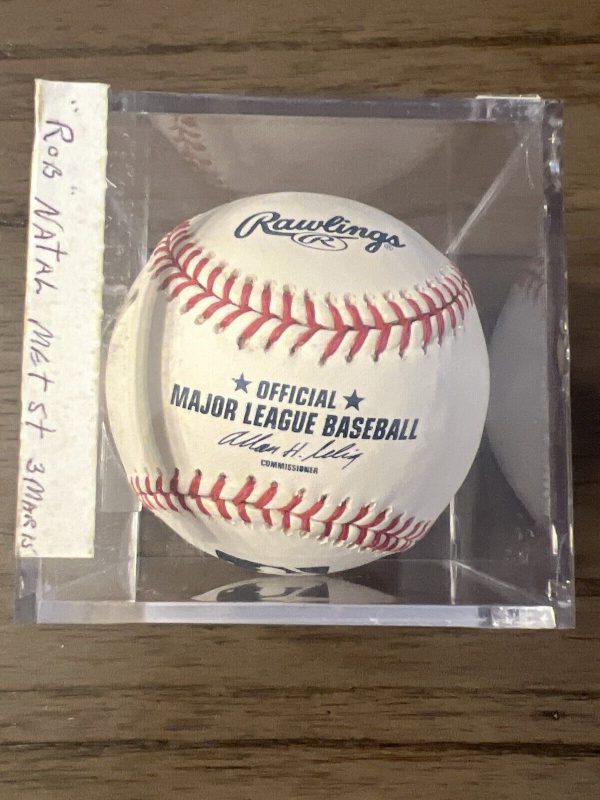 "ROB" NATAL MET ST 3 MAR 15
Rawlings
R
®
OFFICIAL
MAJOR LEAGUE BASEBALL
Allan H. Selig
COMMISSIONER